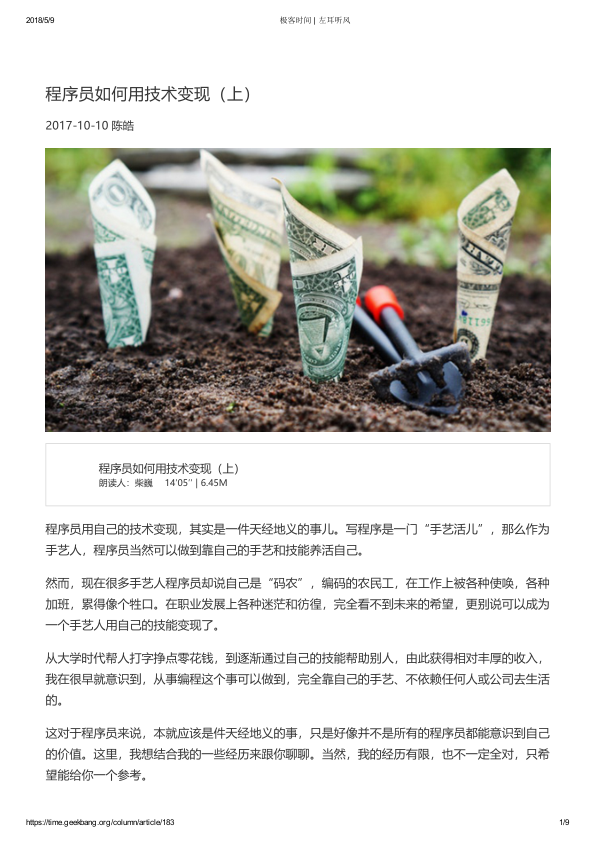 2018/5/9
极客时间 | 左耳听风
程序员如何用技术变现（上）
2017-10-10 陈皓
程序员如何用技术变现（上）
朗读人：柴巍 14'05'' | 6.45M
程序员用自己的技术变现，其实是一件天经地义的事儿。写程序是一门“手艺活儿”，那么作为
手艺人，程序员当然可以做到靠自己的手艺和技能养活自己。
然而，现在很多手艺人程序员却说自己是“码农”，编码的农民工，在工作上被各种使唤，各种
加班，累得像个牲口。在职业发展上各种迷茫和彷徨，完全看不到未来的希望，更别说可以成为
一个手艺人用自己的技能变现了。
从大学时代帮人打字挣点零花钱，到逐渐通过自己的技能帮助别人，由此获得相对丰厚的收入，
我在很早就意识到，从事编程这个事可以做到，完全靠自己的手艺、不依赖任何人或公司去生活
的。
这对于程序员来说，本就应该是件天经地义的事，只是好像并不是所有的程序员都能意识到自己
的价值。这里，我想结合我的一些经历来跟你聊聊。当然，我的经历有限，也不一定全对，只希
望能给你一个参考。
https://time.geekbang.org/column/article/183
1/9